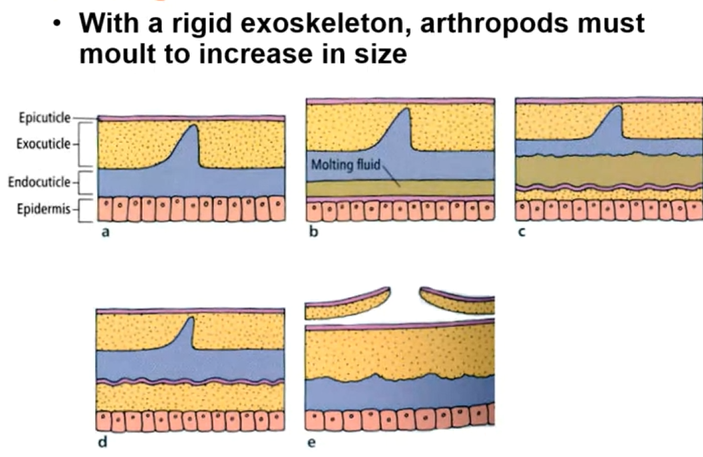 • With a rigid exoskeleton, arthropods must
moult to increase in size
Epicuticle
Exocuticle
Endocuticle
Epidermis
a
Molting fluid
b
c
d
e